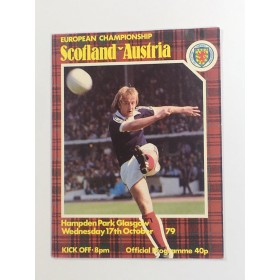 EUROPEAN CHAMPIONSHIP
Scotland v Austria
Hampden Park Glasgow
Wednesday 17th October 79
KICK OFF·8pm Official Programme 40p